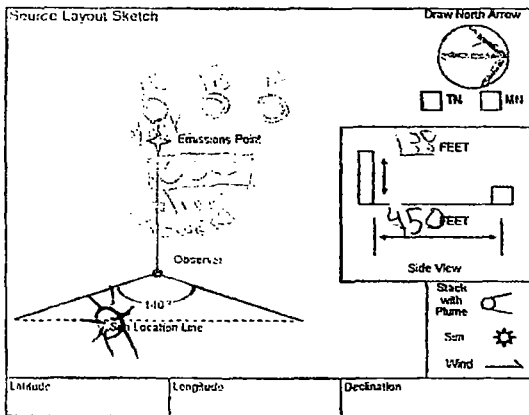 Source Layout Sketch
Draw North Arrow
TN
MN
Emissions Point
FEET
450 FEET
Observer
Side View
140°
Sun Location Line
Stack
with
Plume
Sun
Wind
Latitude
Longitude
Declination